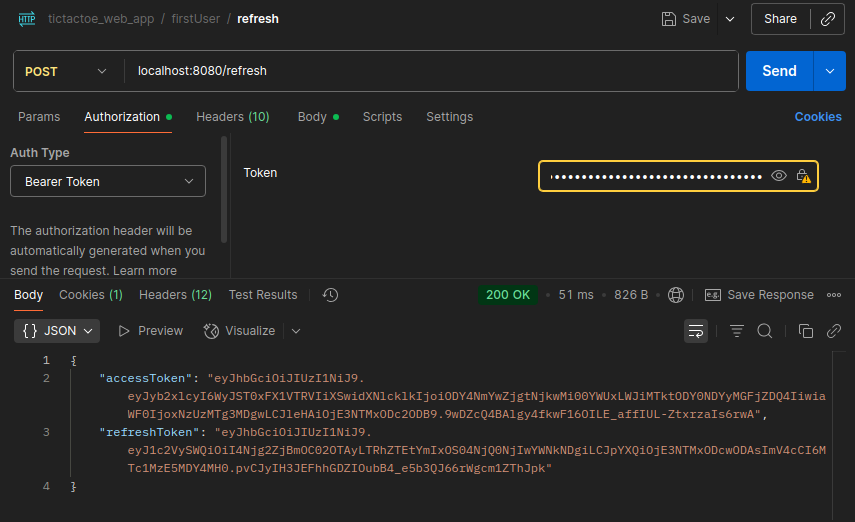 HTTP tictactoe_web_app / firstUser / refresh Save Share
POST localhost:8080/refresh Send
Params Authorization Headers (10) Body Scripts Settings Cookies
Auth Type
Bearer Token
Token
The authorization header will be
automatically generated when you
send the request. Learn more
Body Cookies (1) Headers (12) Test Results 200 OK 51 ms 826 B e.g. Save Response
{} JSON Preview Visualize
1 {
2 "accessToken": "eyJhbGciOiJIUzI1NiJ9.
eyJyb2xlcyI6WyJST0xFX1VTRVIiXSwidXNlcklkIjoiODY4NmYwZjgtNjkwMi00YWUxLWJiMTktODY0NDYyMGFjZDQ4Iiwia
WF0IjoxNzUzMTg3MDgwLCJleHAiOjE3NTMxODc2ODB9.9wDZcQ4BAlgy4fkwF16OILE_affIUL-ZtxrzaIs6rwA",
3 "refreshToken": "eyJhbGciOiJIUzI1NiJ9.
eyJ1c2VySWQiOiI4Njg2ZjBmOC02OTAyLTRhZTEtYmIxOS04NjQ0NjIwYWNkNDgiLCJpYXQiOjE3NTMxODcwODAsImV4cCI6M
Tc1MzE5MDY4MH0.pvCJyIH3JEFhhGDZIOubB4_e5b3QJ66rWgcm1ZThJpk"
4 }